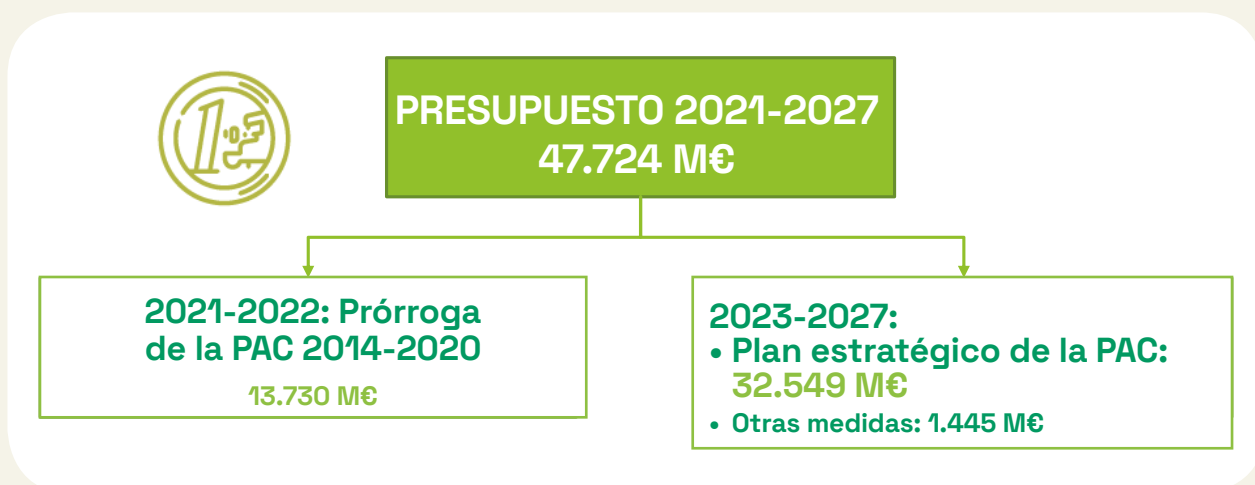 PRESUPUESTO 2021-2027
47.724 M€
2021-2022: Prórroga
de la PAC 2014-2020
13.730 M€
2023-2027:
• Plan estratégico de la PAC:
32.549 M€
• Otras medidas: 1.445 M€